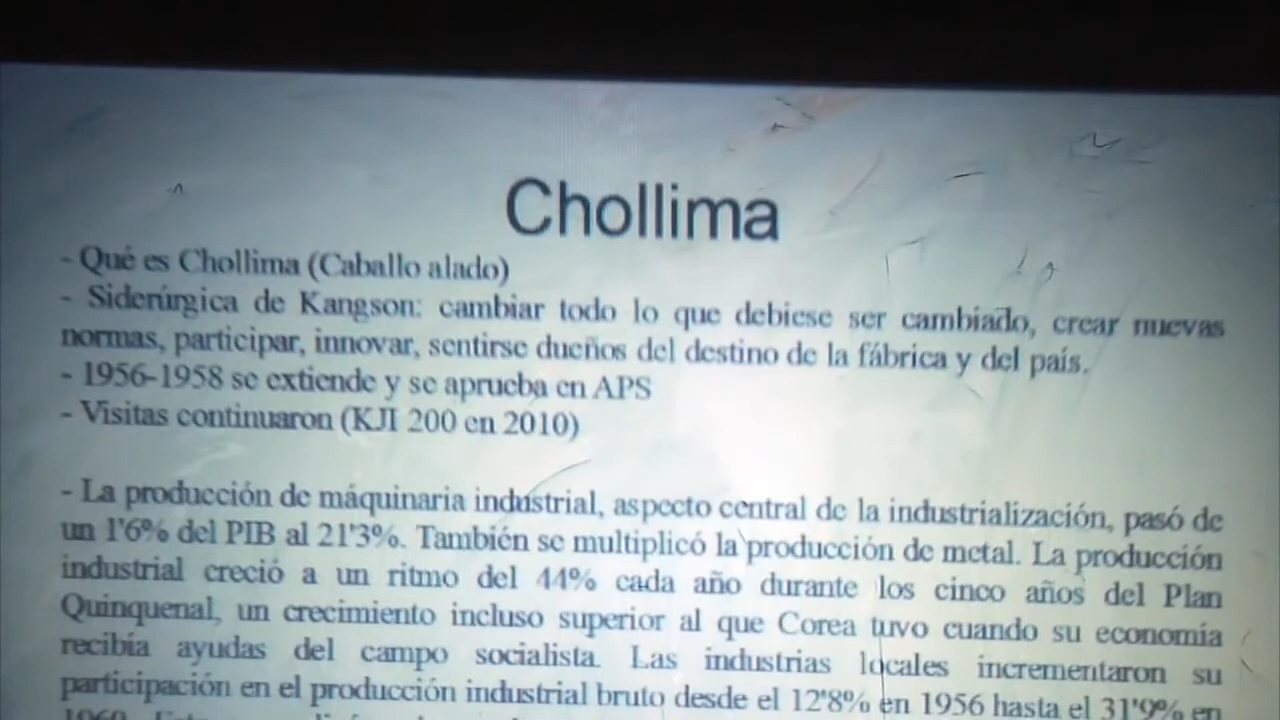 Chollima
- Qué es Chollima (Caballo alado)
- Siderúrgica de Kangson: cambiar todo lo que debiese ser cambiado, crear nuevas
normas, participar, innovar, sentirse dueños del destino de la fábrica y del país.
- 1956-1958 se extiende y se aprueba en APS
- Visitas continuaron (KJI 200 en 2010)
- La producción de máquinaria industrial, aspecto central de la industrialización, pasó de
un 1'6% del PIB al 21'3%. También se multiplicó la producción de metal. La producción
industrial creció a un ritmo del 44% cada año durante los cinco años del Plan
Quinquenal, un crecimiento incluso superior al que Corea tuvo cuando su economía
recibía ayudas del campo socialista. Las industrias locales incrementaron su
participación en el producción industrial bruto desde el 12'8% en 1956 hasta el 31'9% en
1960.